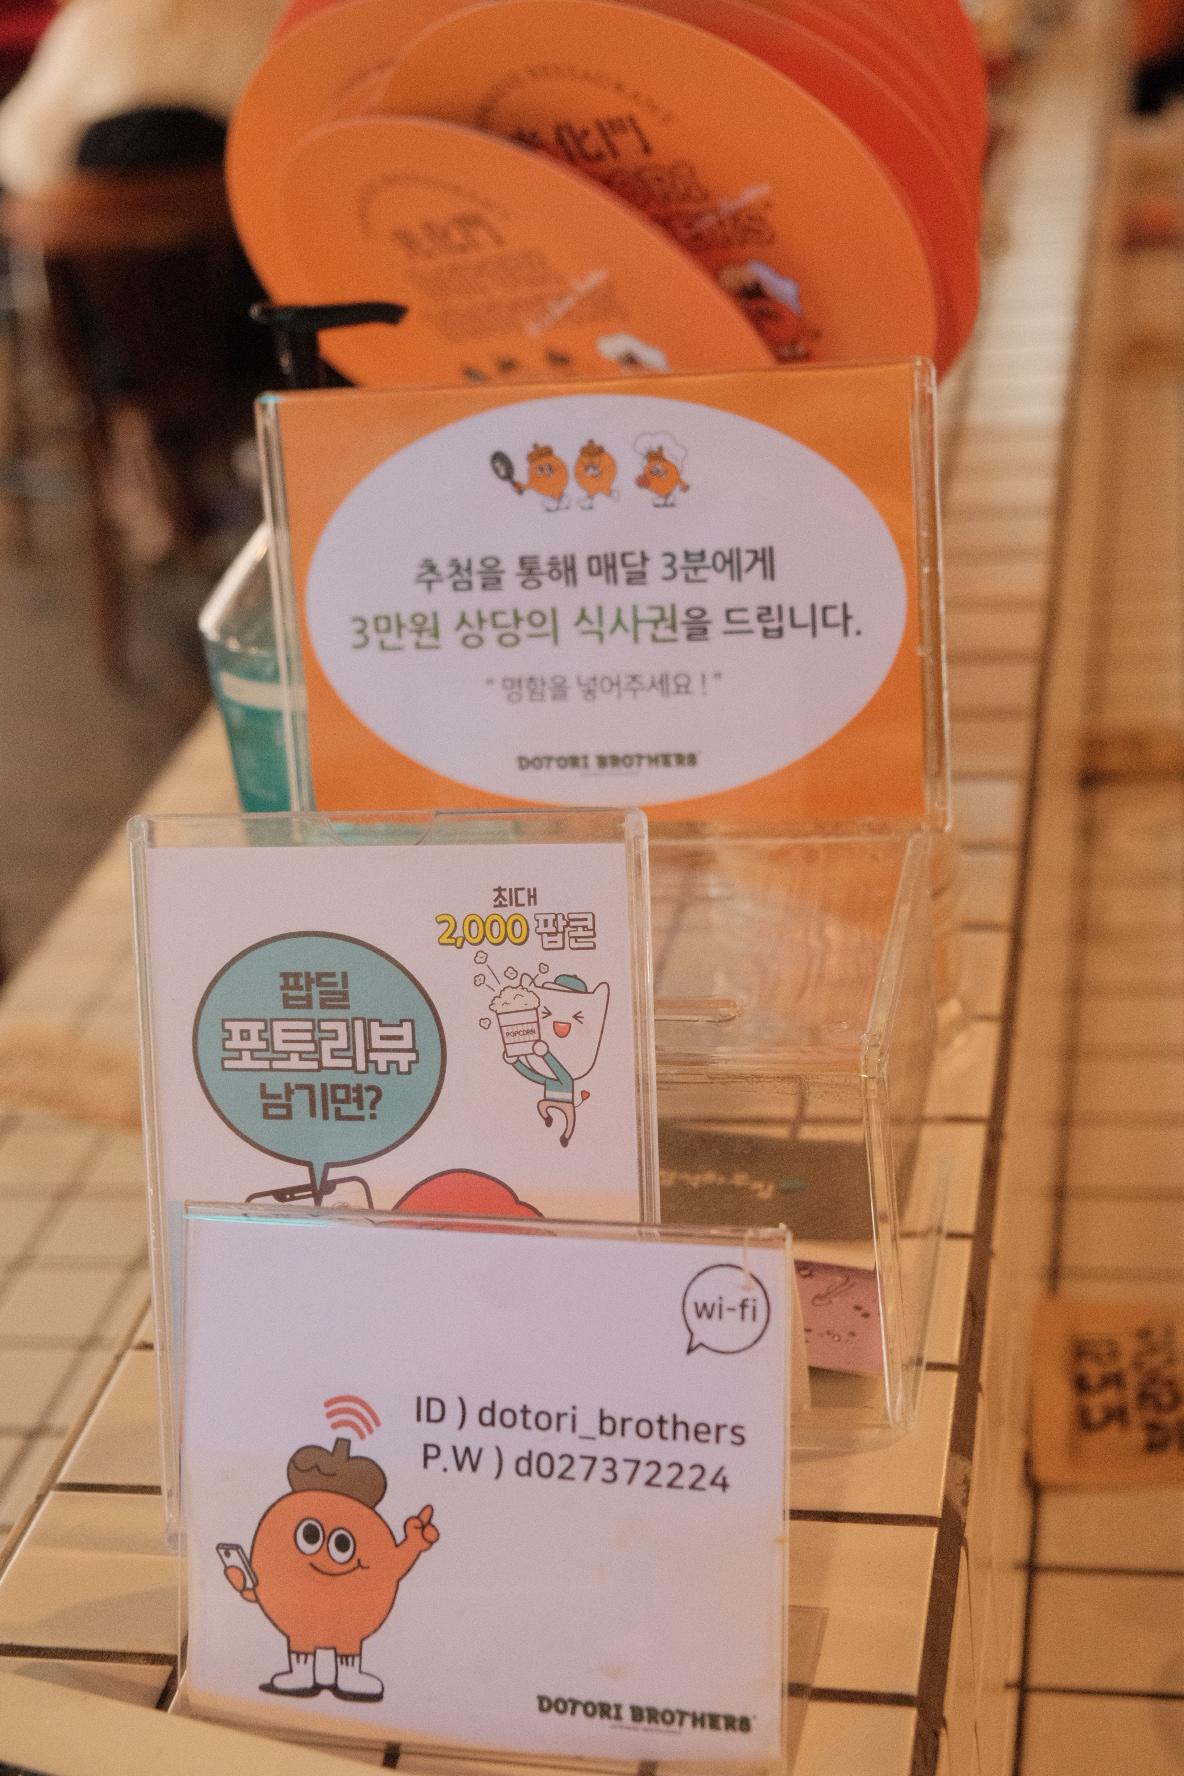 추첨을 통해 매달 3분에게
3만원 상당의 식사권을 드립니다.
" 명함을 넣어주세요 ! "
DOTORI BROTHERS
최대
2,000 팝콘
팝딜
포토리뷰
남기면?
POPCORN
wi-fi
ID ) dotori_brothers
P.W ) d027372224
DOTORI BROTHERS